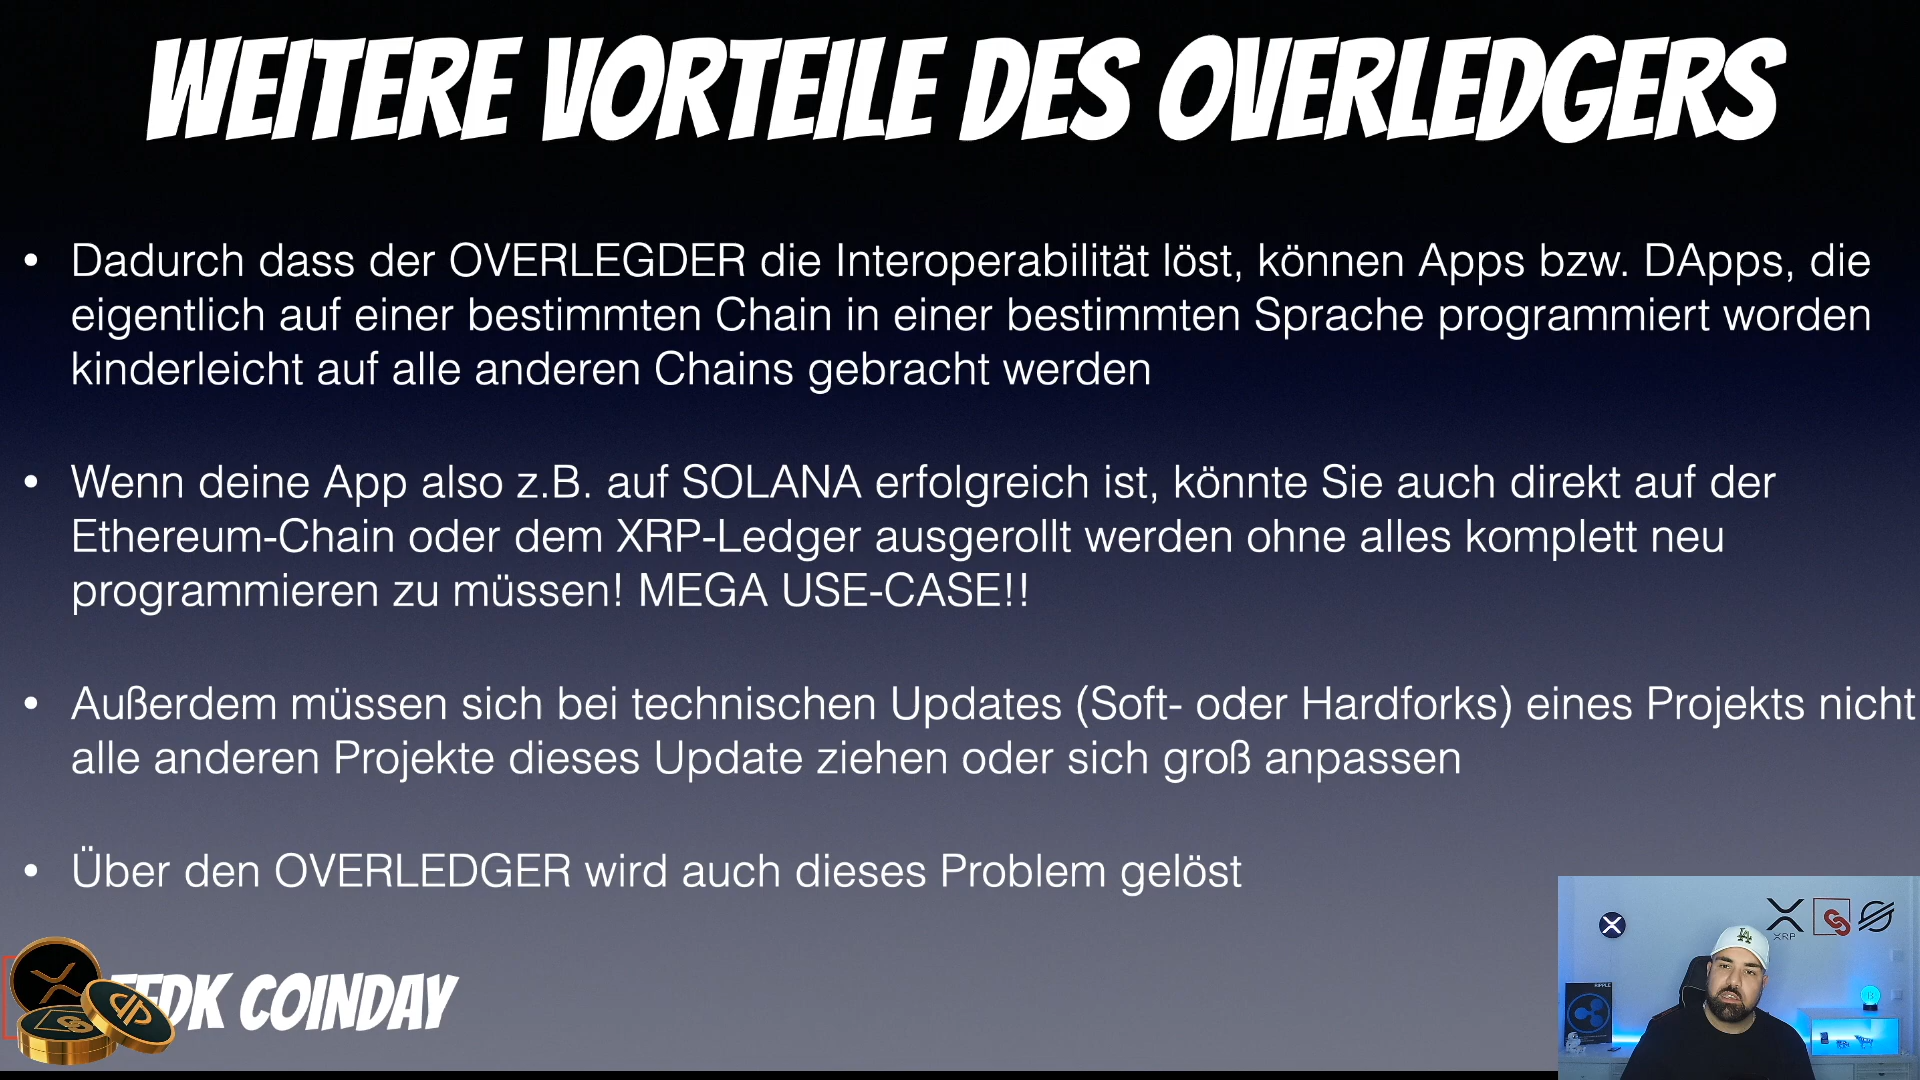 WEITERE VORTEILE DES OVERLEDGERS
• Dadurch dass der OVERLEGDER die Interoperabilität löst, können Apps bzw. DApps, die
eigentlich auf einer bestimmten Chain in einer bestimmten Sprache programmiert worden
kinderleicht auf alle anderen Chains gebracht werden
• Wenn deine App also z.B. auf SOLANA erfolgreich ist, könnte Sie auch direkt auf der
Ethereum-Chain oder dem XRP-Ledger ausgerollt werden ohne alles komplett neu
programmieren zu müssen! MEGA USE-CASE!!
• Außerdem müssen sich bei technischen Updates (Soft- oder Hardforks) eines Projekts nicht
alle anderen Projekte dieses Update ziehen oder sich groß anpassen
• Über den OVERLEDGER wird auch dieses Problem gelöst
COINDAY
XRP
RIPPLE
LA